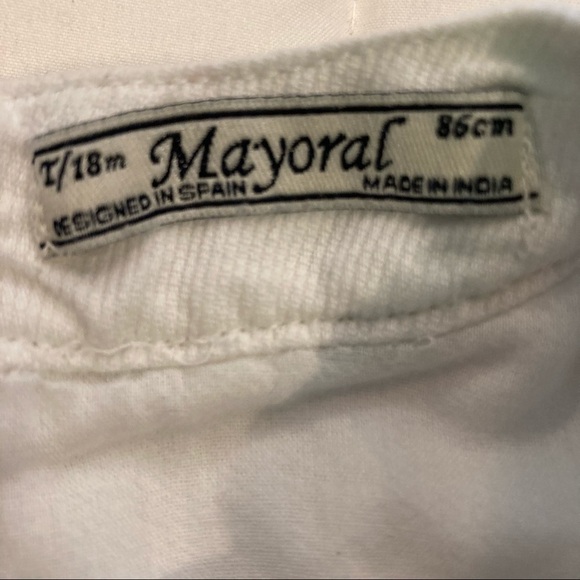 T/18m Mayoral 86cm
DESIGNED IN SPAIN MADE IN INDIA